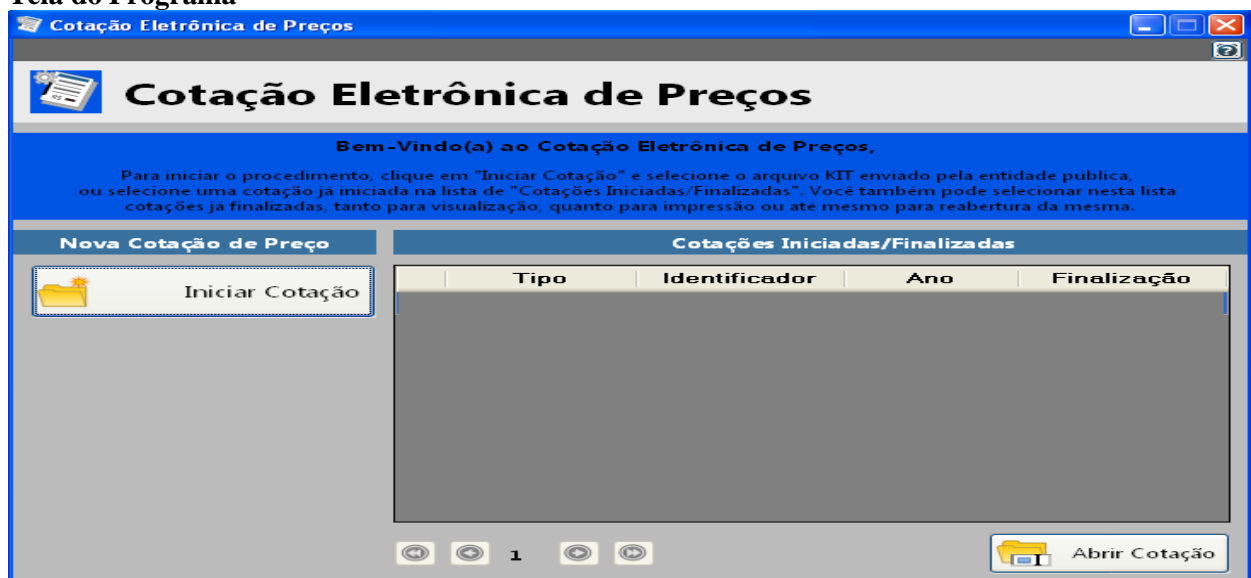 Tela do Programa
Cotação Eletrônica de Preços
Cotação Eletrônica de Preços
Bem-Vindo(a) ao Cotação Eletrônica de Preços,
Para iniciar o procedimento, clique em "Iniciar Cotação" e selecione o arquivo KIT enviado pela entidade pública,
ou selecione uma cotação já iniciada na lista de "Cotações Iniciadas/Finalizadas". Você também pode selecionar nesta lista
cotações já finalizadas, tanto para visualização, quanto para impressão ou até mesmo para reabertura da mesma.
Nova Cotação de Preço
Cotações Iniciadas/Finalizadas
Iniciar Cotação
Tipo Identificador Ano Finalização
1
Abrir Cotação